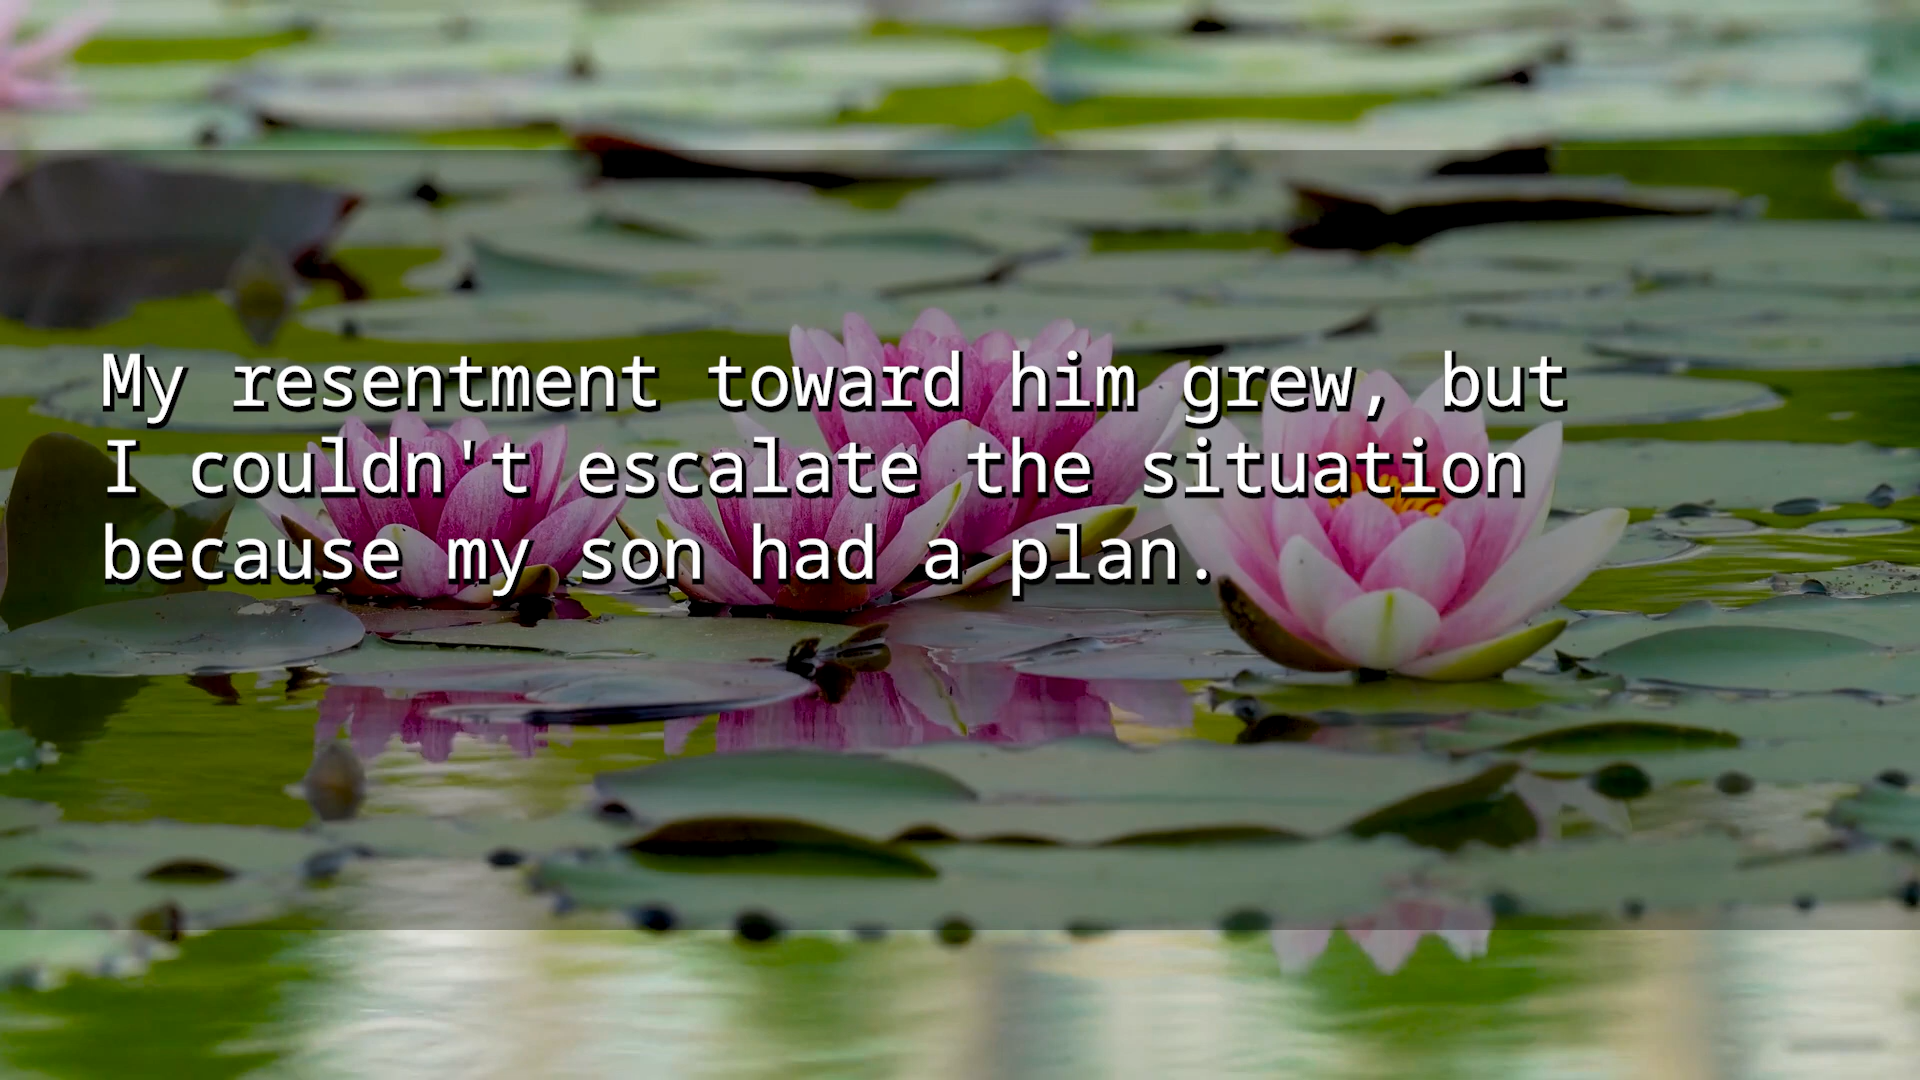 My resentment toward him grew, but
I couldn't escalate the situation
because my son had a plan.